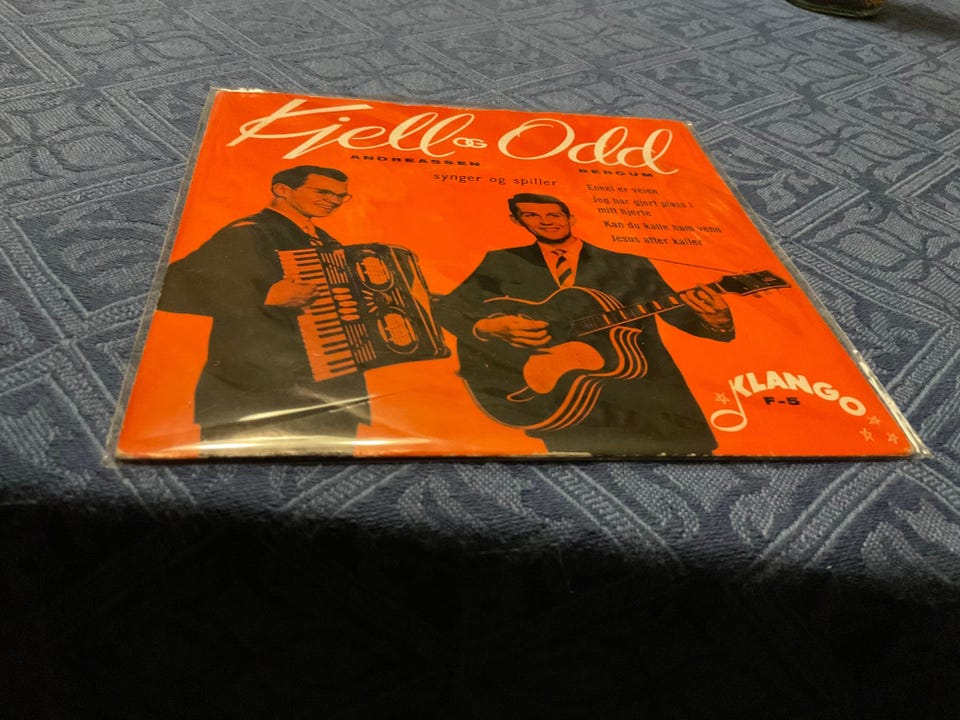 Kjell OG Odd
ANDREASSEN BERGUM
synger og spiller
Enkel er veien
Jeg har gjort plass i
mitt hjerte
Kan du kalle ham venn
Jesus atter kaller
KLANGO
F-5